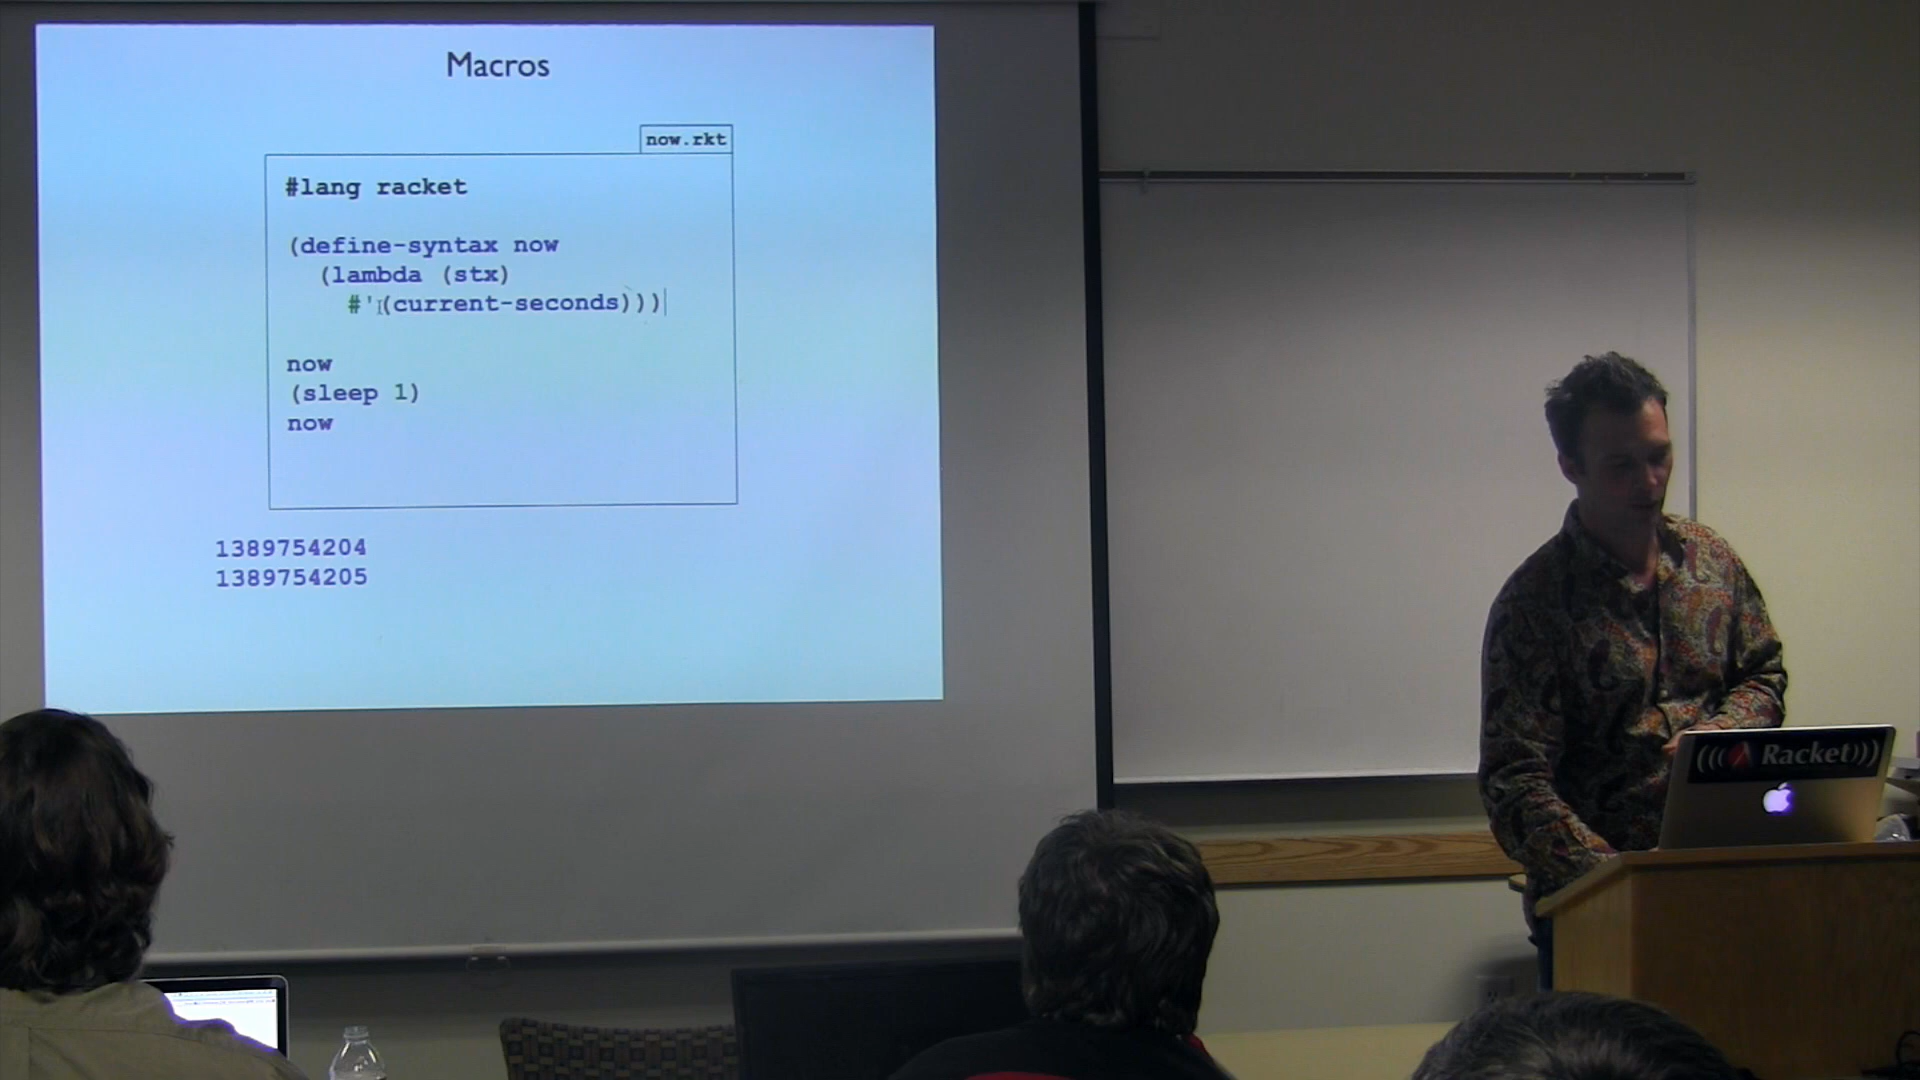 Macros
now.rkt
#lang racket
(define-syntax now
(lambda (stx)
#'(current-seconds)))
now
(sleep 1)
now
1389754204
1389754205
(((Racket)))